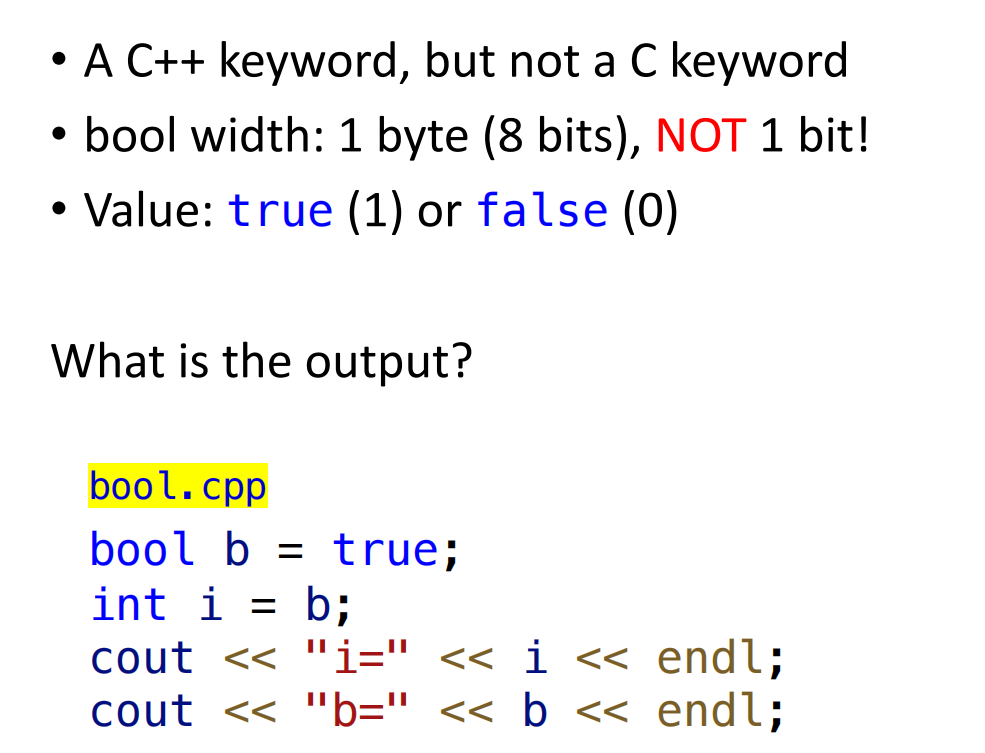 • A C++ keyword, but not a C keyword
• bool width: 1 byte (8 bits), NOT 1 bit!
• Value: true (1) or false (0)
What is the output?
bool.cpp
bool b = true;
int i = b;
cout << "i=" << i << endl;
cout << "b=" << b << endl;